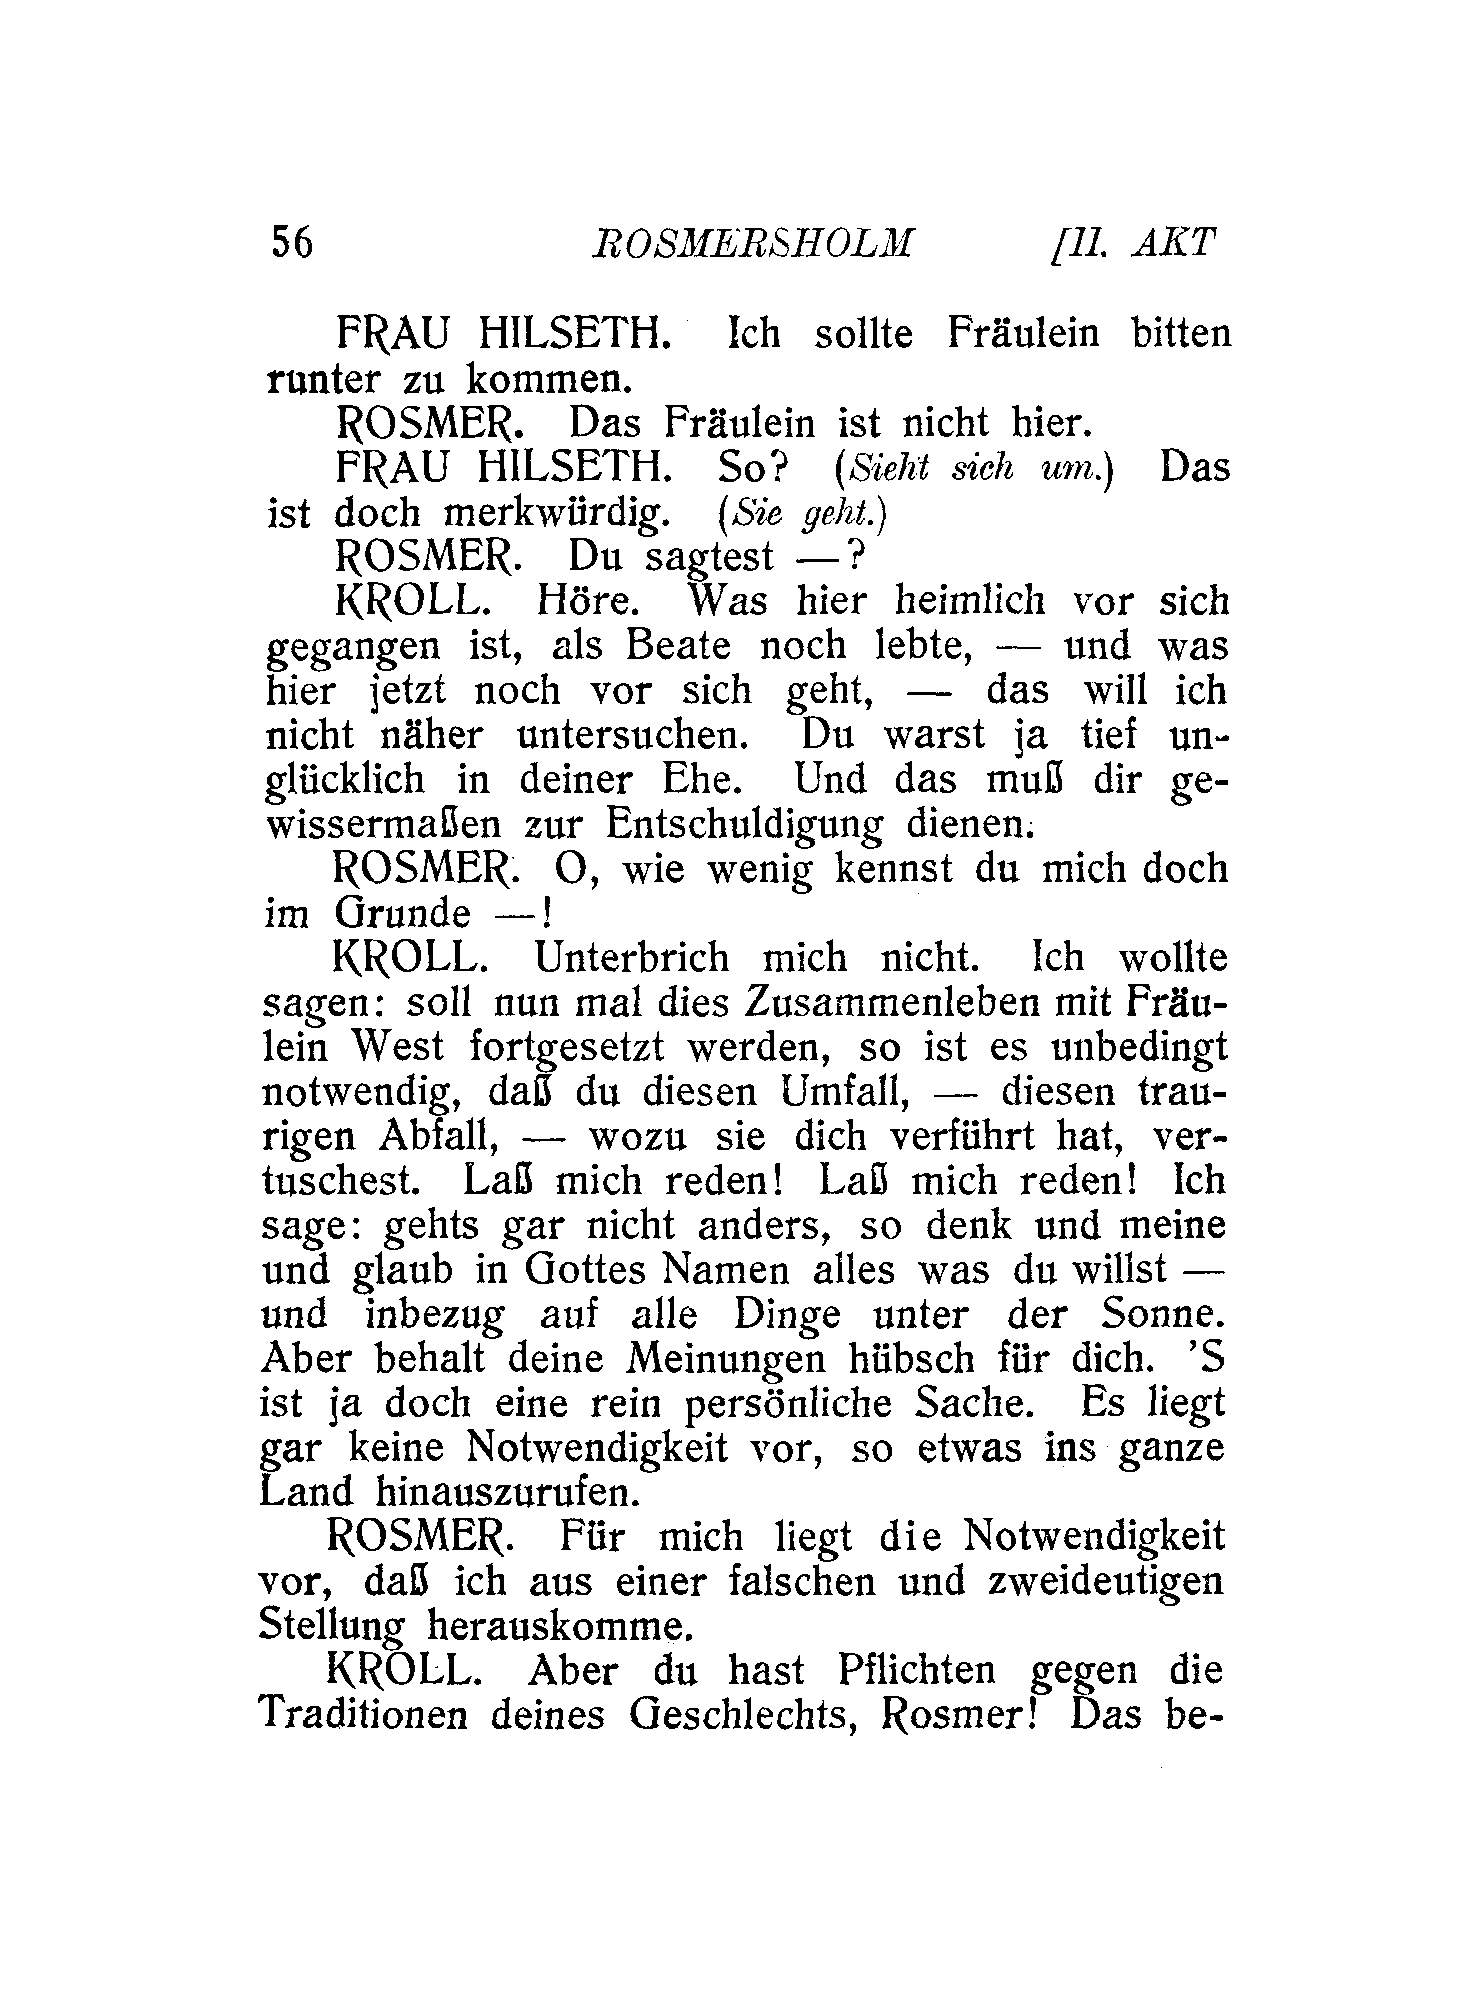 56 ROSMERSHOLM [II. AKT
FRAU HILSETH. Ich sollte Fräulein bitten
runter zu kommen.
ROSMER. Das Fräulein ist nicht hier.
FRAU HILSETH. So? (Sieht sich um.) Das
ist doch merkwürdig. (Sie geht.)
ROSMER. Du sagtest —?
KROLL. Höre. Was hier heimlich vor sich
gegangen ist, als Beate noch lebte, — und was
hier jetzt noch vor sich geht, — das will ich
nicht näher untersuchen. Du warst ja tief un-
glücklich in deiner Ehe. Und das muß dir ge-
wissermaßen zur Entschuldigung dienen.
ROSMER. O, wie wenig kennst du mich doch
im Grunde —!
KROLL. Unterbrich mich nicht. Ich wollte
sagen: soll nun mal dies Zusammenleben mit Fräu-
lein West fortgesetzt werden, so ist es unbedingt
notwendig, daß du diesen Umfall, — diesen trau-
rigen Abfall, — wozu sie dich verführt hat, ver-
tuschest. Laß mich reden! Laß mich reden! Ich
sage: gehts gar nicht anders, so denk und meine
und glaub in Gottes Namen alles was du willst —
und inbezug auf alle Dinge unter der Sonne.
Aber behalt deine Meinungen hübsch für dich. ’S
ist ja doch eine rein persönliche Sache. Es liegt
gar keine Notwendigkeit vor, so etwas ins ganze
Land hinauszurufen.
ROSMER. Für mich liegt die Notwendigkeit
vor, daß ich aus einer falschen und zweideutigen
Stellung herauskomme.
KROLL. Aber du hast Pflichten gegen die
Traditionen deines Geschlechts, Rosmer! Das be-